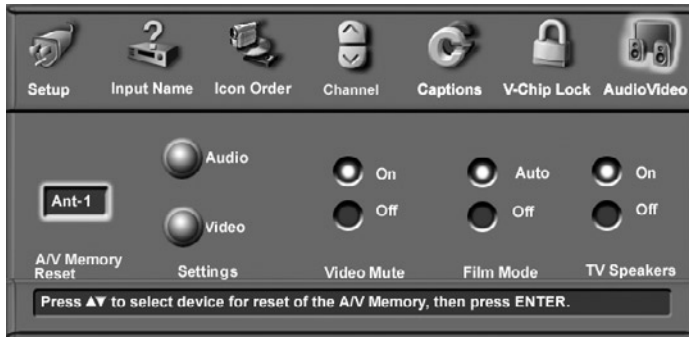 Setup Input Name Icon Order Channel Captions V-Chip Lock AudioVideo
Audio On Auto On
Ant-1
Video Off Off Off
A/V Memory
Reset Settings Video Mute Film Mode TV Speakers
Press ▲▼ to select device for reset of the A/V Memory, then press ENTER.